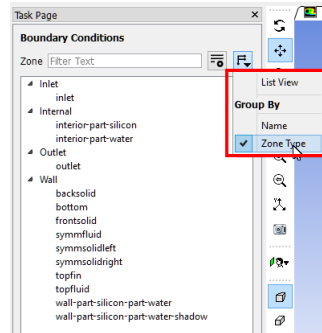 Task Page
Boundary Conditions
Zone Filter Text
Inlet
inlet
Internal
interior-part-silicon
interior-part-water
Outlet
outlet
Wall
backsolid
bottom
frontsolid
symmfluid
symmsolidleft
symmsolidright
topfin
topfluid
wall-part-silicon-part-water
wall-part-silicon-part-water-shadow
List View
Group By
Name
Zone Type